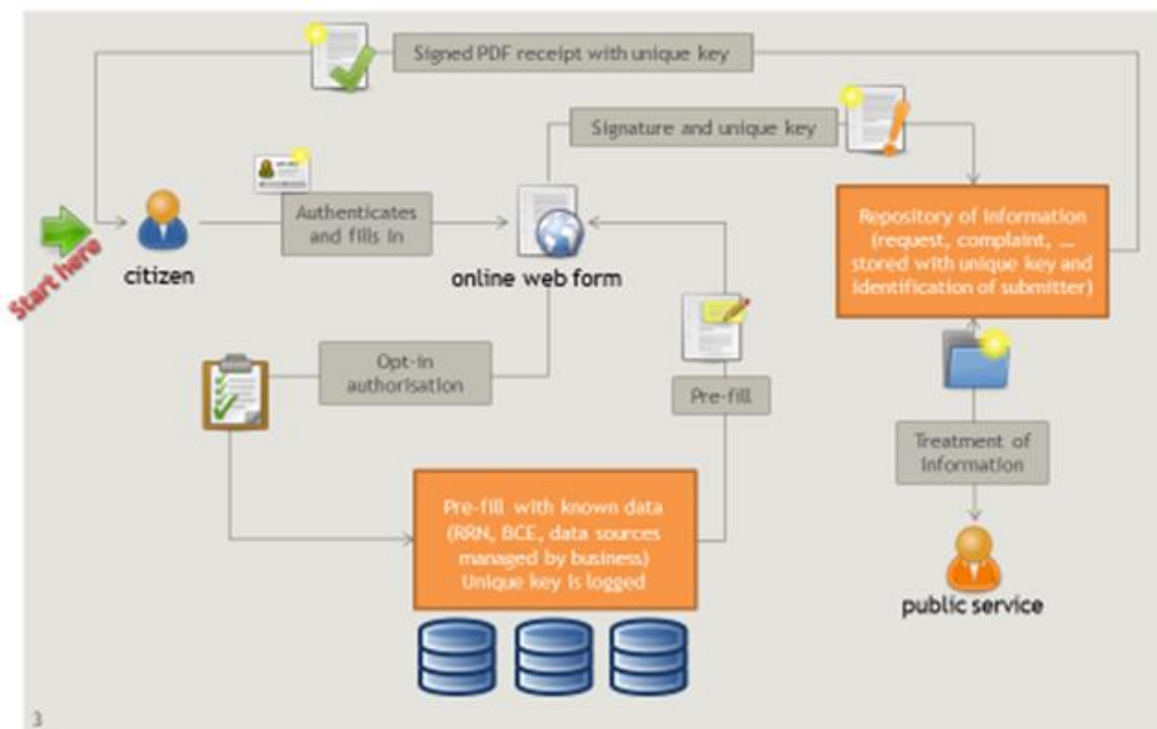 Signed PDF receipt with unique key
Signature and unique key
Authenticates
and fills in
Start here
citizen
online web form
Repository of information
(request, complaint, ...
stored with unique key and
identification of submitter)
Opt-in
authorisation
Pre-fill
Treatment of
information
Pre-fill with known data
(RRN, BCE, data sources
managed by business)
Unique key is logged
public service
3